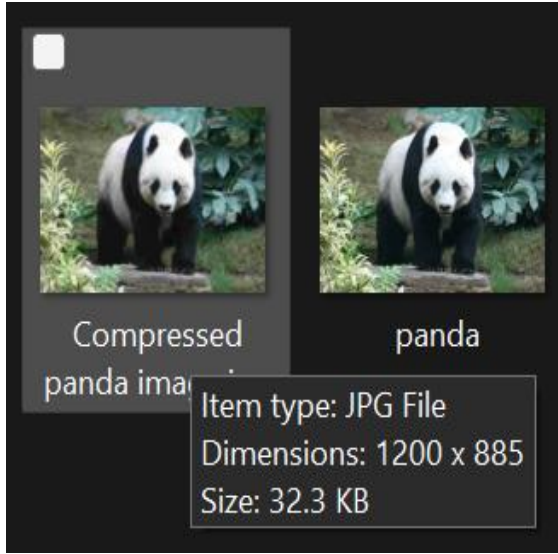 Compressed
panda
panda
Item type: JPG File
Dimensions: 1200 x 885
Size: 32.3 KB